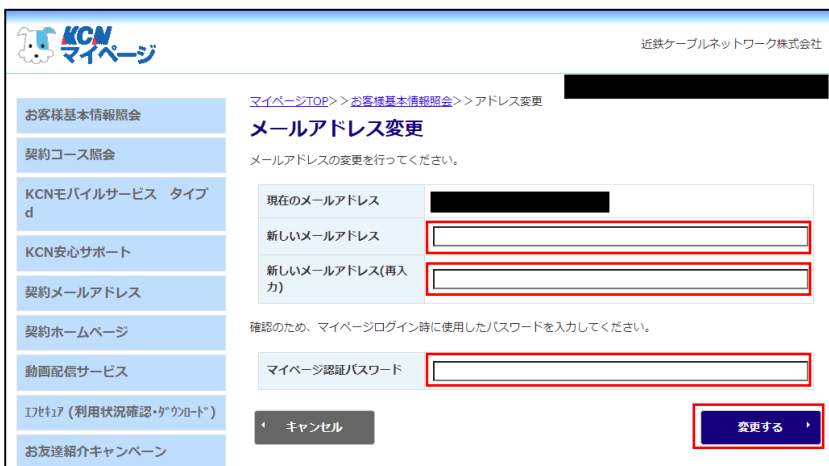 KCN
マイページ
近鉄ケーブルネットワーク株式会社
お客様基本情報照会
契約コース照会
KCNモバイルサービス　タイプ
d
KCN安心サポート
契約メールアドレス
契約ホームページ
動画配信サービス
ｴﾌｾｷｭｱ (利用状況確認・ﾀﾞｳﾝﾛｰﾄﾞ)
お友達紹介キャンペーン
マイページTOP>>お客様基本情報照会>>アドレス変更
メールアドレス変更
メールアドレスの変更を行ってください。
現在のメールアドレス
新しいメールアドレス
新しいメールアドレス(再入
力)
確認のため、マイページログイン時に使用したパスワードを入力してください。
マイページ認証パスワード
キャンセル
変更する